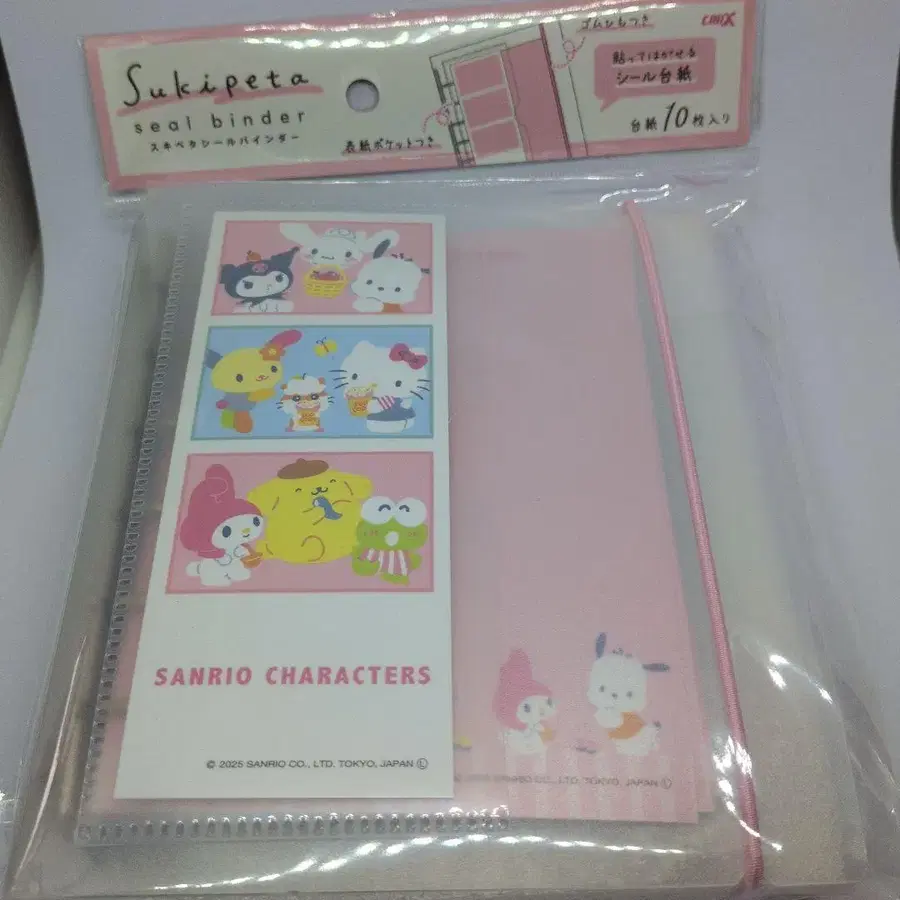 Sukipeta
seal binder
スキペタシールバインダー
ゴムひもつき
表紙ポケットつき
貼ってはがせる
シール台紙
台紙10枚入り
CRUX
SANRIO CHARACTERS
© 2025 SANRIO CO., LTD. TOKYO, JAPAN Ⓛ
SANRIO CO., LTD. TOKYO, JAPAN Ⓛ